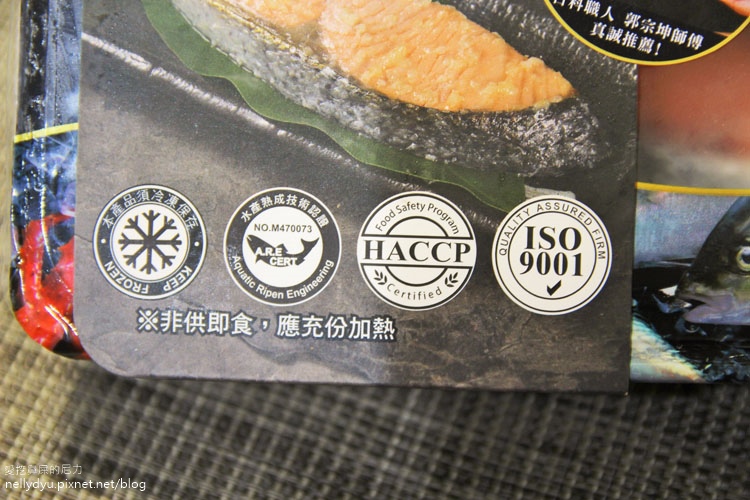 日料職人 郭宗坤師傅
真誠推薦!
本產品須冷凍保存
KEEP FROZEN
水產熟成技術認證
NO.M470073
A.R.E
CERT
Aquatic Ripen Engineering
Food Safety Program
HACCP
Certified
QUALITY ASSURED FIRM
ISO
9001
※非供即食，應充份加熱
nellydyu.pixnet.net/blog